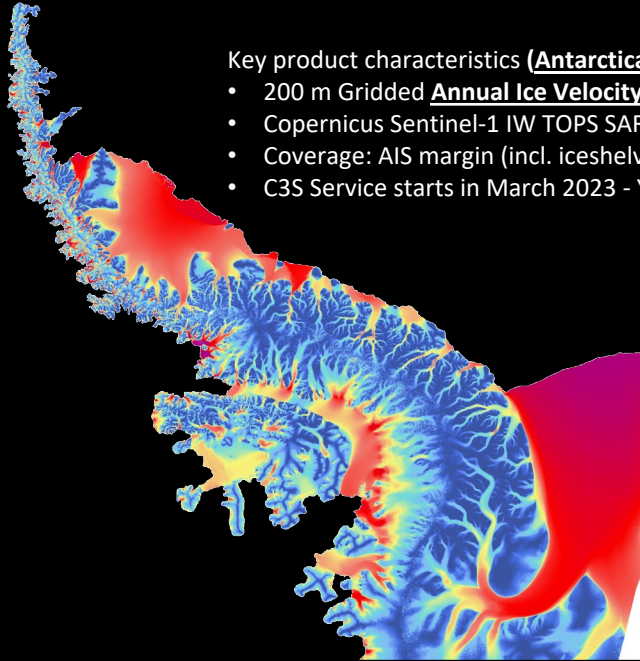 Key product characteristics (Antarctica
• 200 m Gridded Annual Ice Velocity
• Copernicus Sentinel-1 IW TOPS SAR
• Coverage: AIS margin (incl. iceshelv
• C3S Service starts in March 2023 -